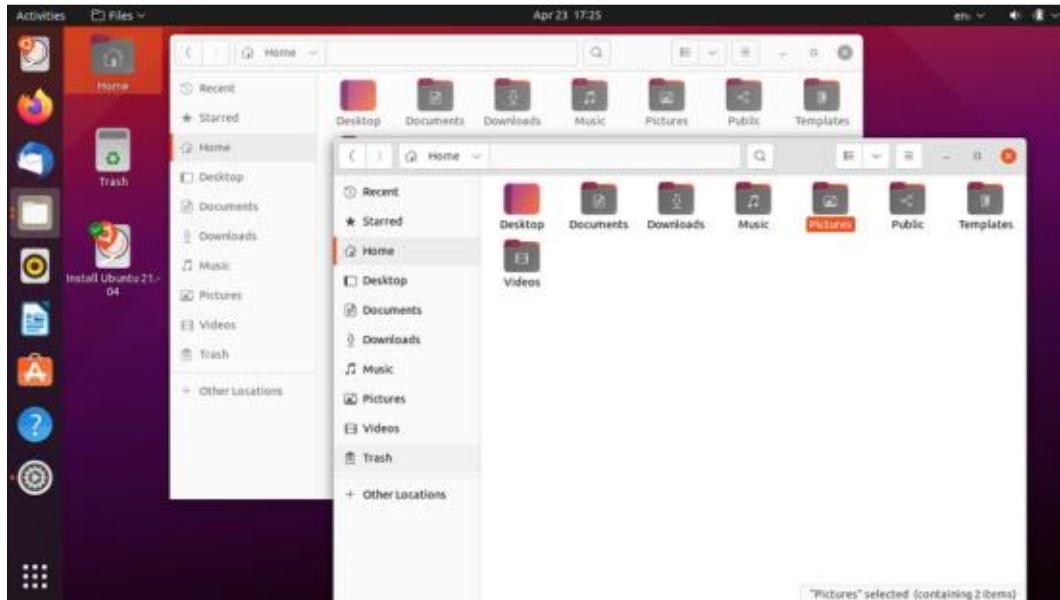 Activities Files Apr 23 17:25 en
Home
Trash
Install Ubuntu 21.-
04
Home
Recent
Starred
Home
Desktop
Documents
Downloads
Music
Pictures
Videos
Trash
Other Locations
Desktop Documents Downloads Music Pictures Public Templates
Home
Recent
Starred
Home
Desktop
Documents
Downloads
Music
Pictures
Videos
Trash
Other Locations
Desktop Documents Downloads Music Pictures Public Templates
Videos
"Pictures" selected (containing 2 items)